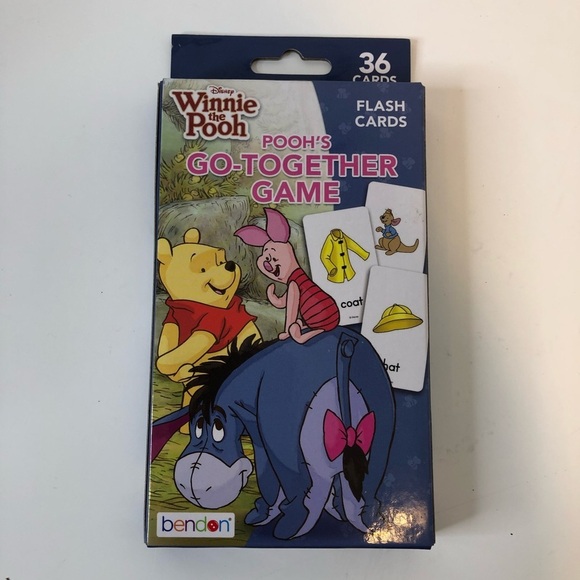 36
CARDS
FLASH
CARDS
Disney
Winnie
the
Pooh
POOH'S
GO-TOGETHER
GAME
coat
hat
bendon